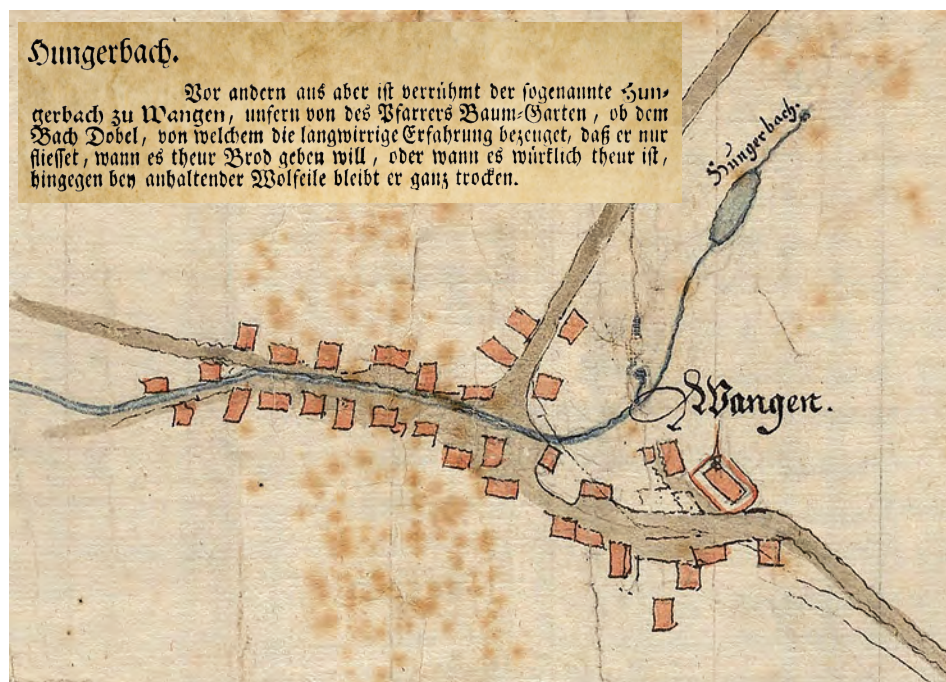 Hungerbach.
Vor andern aus aber ist verrühmt der sogenannte Hun-
gerbach zu Wangen, unfern von des Pfarrers Baum-Garten, ob dem
Bach Dobel, von welchem die langwirrige Erfahrung bezeuget, daß er nur
fliesset, wann es theur Brod geben will, oder wann es würklich theur ist,
hingegen bey anhaltender Wolfeile bleibt er ganz trocken.
Hungerbach.
Wangen.